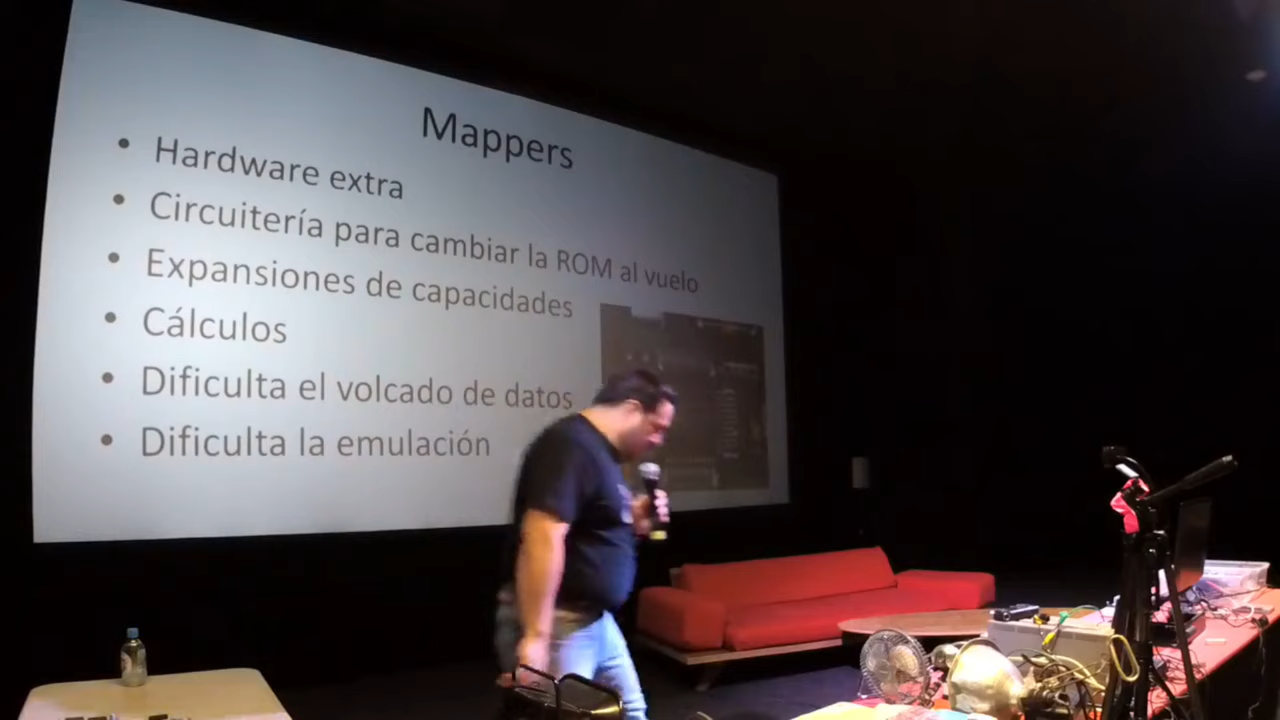 Mappers
• Hardware extra
• Circuitería para cambiar la ROM al vuelo
• Expansiones de capacidades
• Cálculos
• Dificulta el volcado de datos
• Dificulta la emulación